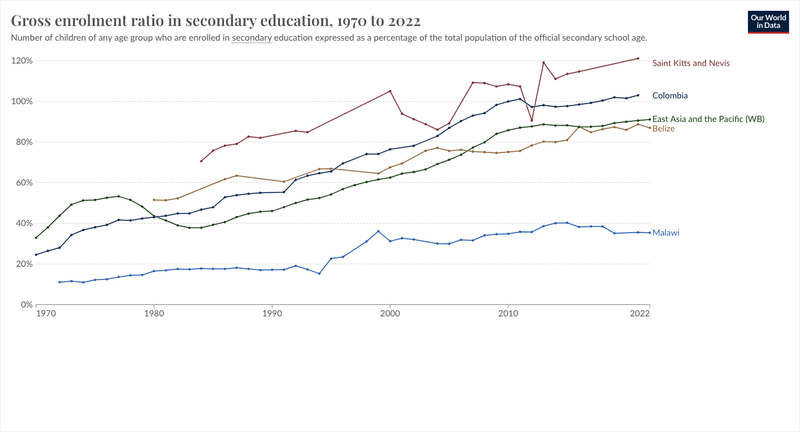 Gross enrolment ratio in secondary education, 1970 to 2022
Our World
in Data
Number of children of any age group who are enrolled in secondary education expressed as a percentage of the total population of the official secondary school age.
120%
100%
80%
60%
40%
20%
0%
Saint Kitts and Nevis
Colombia
East Asia and the Pacific (WB)
Belize
Malawi
1970
1980
1990
2000
2010
2022